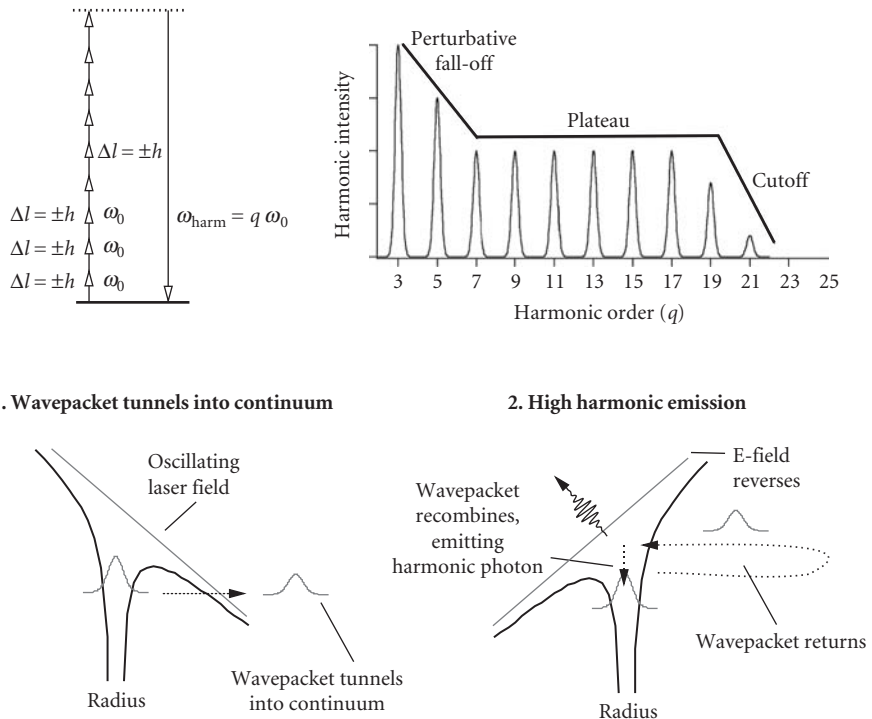 Δl = ±h
Δl = ±h ω₀
Δl = ±h ω₀
Δl = ±h ω₀
ω_harm = q ω₀
Harmonic intensity
Perturbative
fall-off
Plateau
Cutoff
3 5 7 9 11 13 15 17 19 21 23 25
Harmonic order (q)
. Wavepacket tunnels into continuum
Oscillating
laser field
Wavepacket tunnels
into continuum
Radius
2. High harmonic emission
E-field
reverses
Wavepacket
recombines,
emitting
harmonic photon
Wavepacket returns
Radius